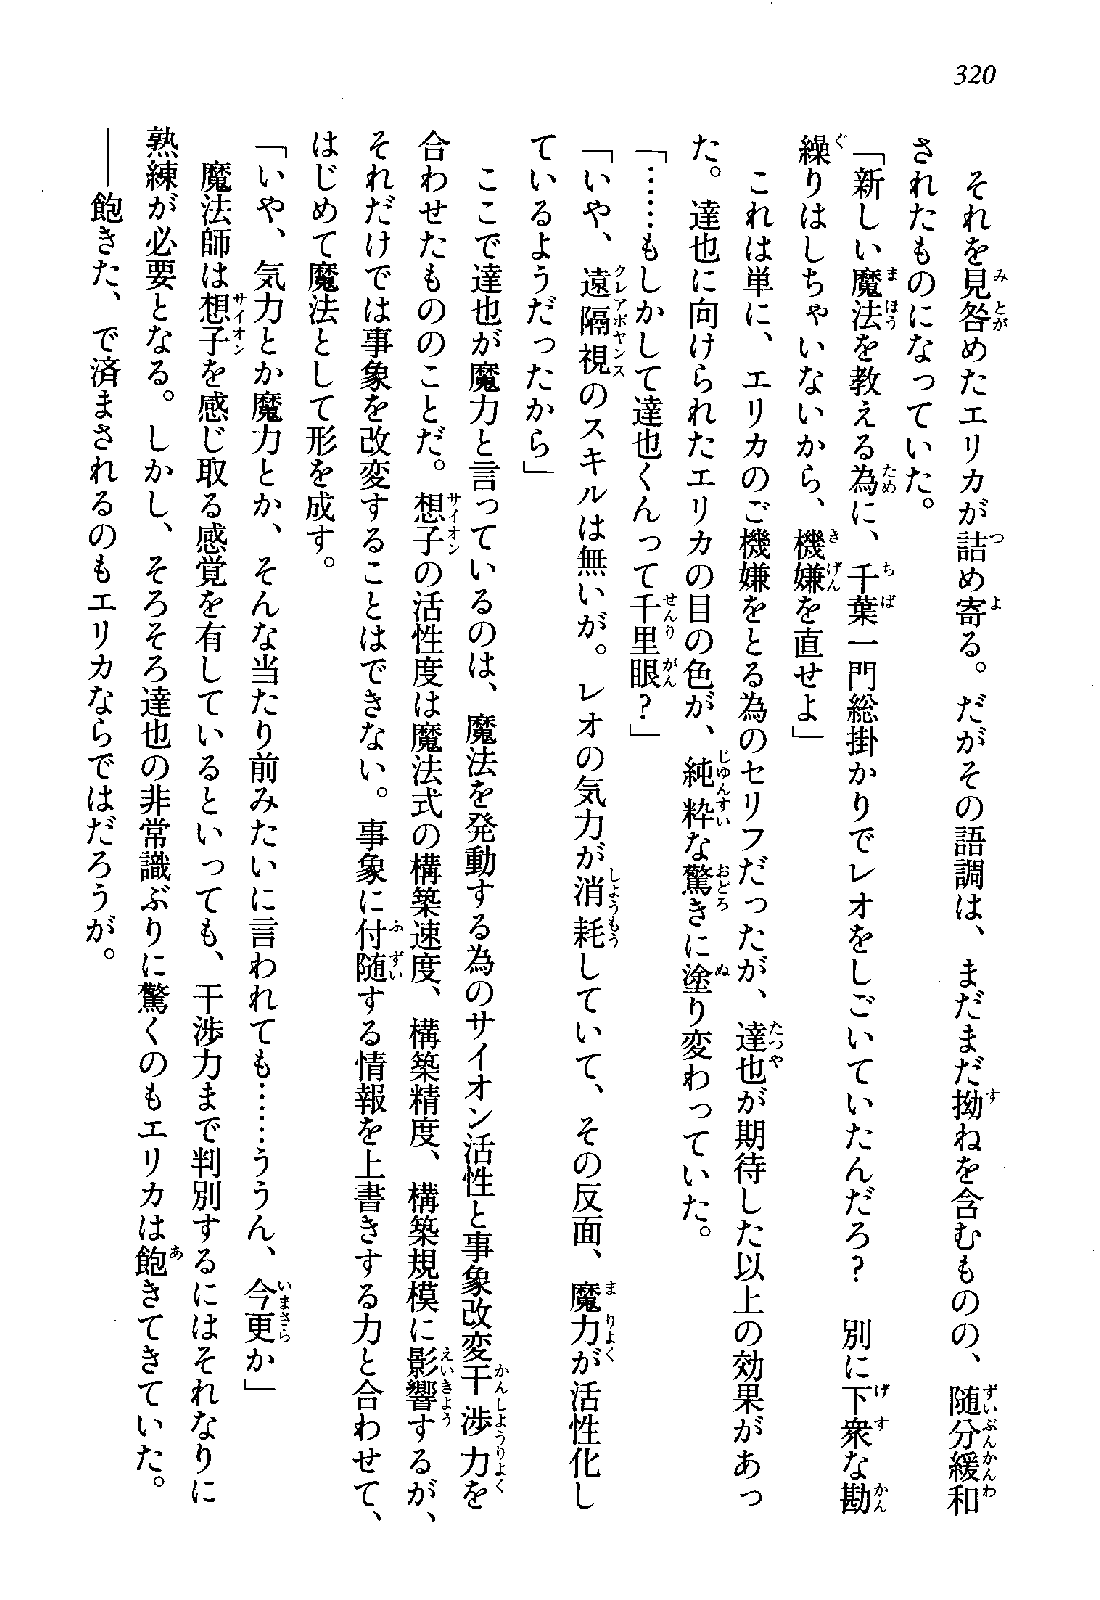 320
それを見咎めたエリカが詰め寄る。だがその語調は、まだまだ拗ねを含むものの、随分緩和
されたものになっていた。
「新しい魔法を教える為に、千葉一門総掛かりでレオをしごいていたんだろ？　別に下衆な勘
繰りはしちゃいないから、機嫌を直せよ」
これは単に、エリカのご機嫌をとる為のセリフだったが、達也が期待した以上の効果があっ
た。達也に向けられたエリカの目の色が、純粋な驚きに塗り変わっていた。
「……もしかして達也くんって千里眼？」
「いや、遠隔視のスキルは無いが。レオの気力が消耗していて、その反面、魔力が活性化し
ているようだったから」
ここで達也が魔力と言っているのは、魔法を発動する為のサイオン活性と事象改変干渉力を
合わせたもののことだ。想子の活性度は魔法式の構築速度、構築精度、構築規模に影響するが、
それだけでは事象を改変することはできない。事象に付随する情報を上書きする力と合わせて、
はじめて魔法として形を成す。
「いや、気力とか魔力とか、そんな当たり前みたいに言われても……ううん、今更か」
魔法師は想子を感じ取る感覚を有しているといっても、干渉力まで判別するにはそれなりに
熟練が必要となる。しかし、そろそろ達也の非常識ぶりに驚くのもエリカは飽きてきていた。
――飽きた、で済まされるのもエリカならではだろうが。